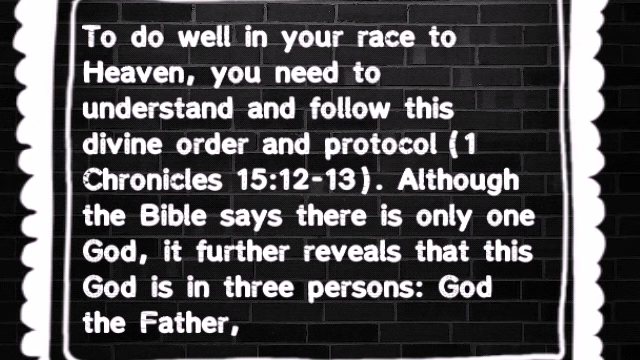 To do well in your race to
Heaven, you need to
understand and follow this
divine order and protocol (1
Chronicles 15:12-13). Although
the Bible says there is only one
God, it further reveals that this
God is in three persons: God
the Father,